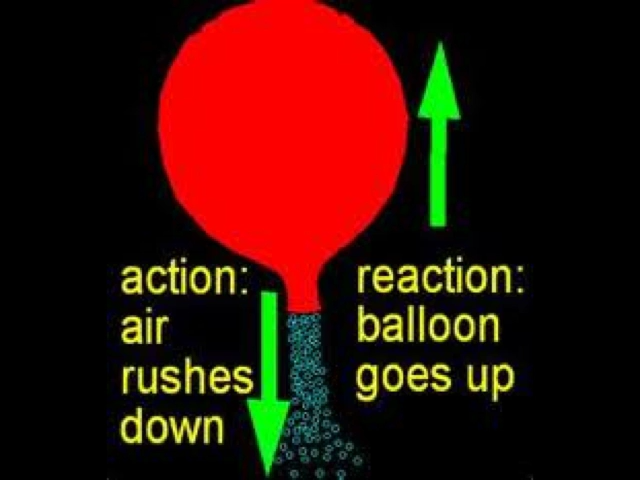 action:
air
rushes
down
reaction:
balloon
goes up